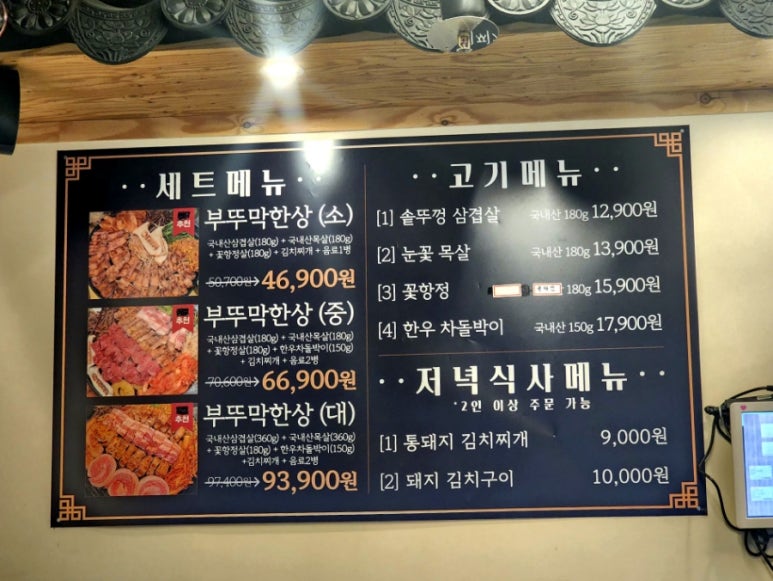 ··세트메뉴··
추천
부뚜막한상 (소)
국내산삼겹살(180g) + 국내산목살(180g)
+ 꽃항정살(180g) + 김치찌개 + 음료1병
50,700원→ 46,900원
추천
부뚜막한상 (중)
국내산삼겹살(180g) + 국내산목살(180g)
+ 꽃항정살(180g) + 한우차돌박이(150g)
+ 김치찌개 + 음료2병
70,600원→ 66,900원
추천
부뚜막한상 (대)
국내산삼겹살(360g) + 국내산목살(360g)
+ 꽃항정살(180g) + 한우차돌박이(150g)
+김치찌개 + 음료2병
97,400원→ 93,900원
··고기메뉴··
[1] 솥뚜껑 삼겹살 국내산 180g 12,900원
[2] 눈꽃 목살 국내산 180g 13,900원
[3] 꽃항정 180g 15,900원
[4] 한우 차돌박이 국내산 150g 17,900원
··저녁식사메뉴··
*2인 이상 주문 가능
[1] 통돼지 김치찌개 9,000원
[2] 돼지 김치구이 10,000원